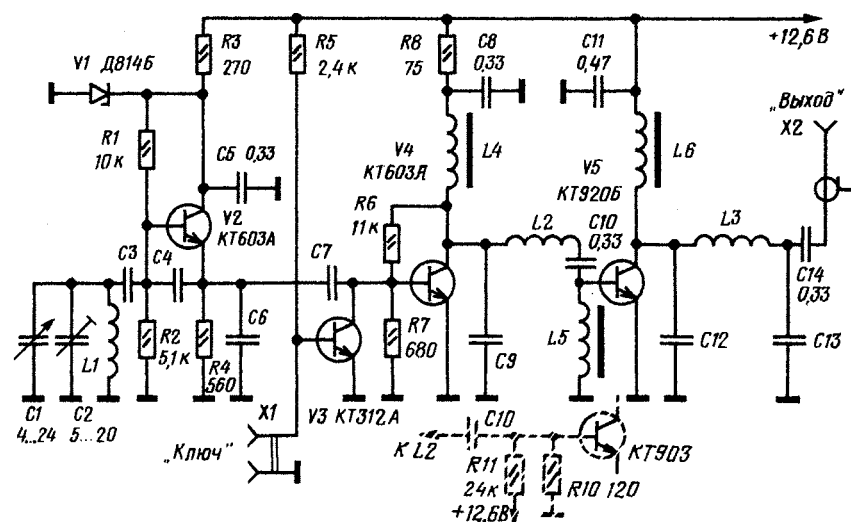 +12,6 В
R3
270
R5
2,4 к
R8
75
C8
0,33
C11
0,47
V1 Д814Б
„Выход"
X2
R1
10 к
C5 0,33
V4
КТ603А
L4
V5
КТ920Б
L6
V2
КТ603А
R6
11 к
L2
C10
0,33
L3
C3
C4
C7
C14
0,33
L1
R2
5,1 к
R4
560
C6
R7
680
C9
L5
C12
C13
C1
4...24
C2
5...20
X1
V3 КТ312А
„Ключ"
C10
К L2
КТ903
R11
24 к
R10 120
+12,6В